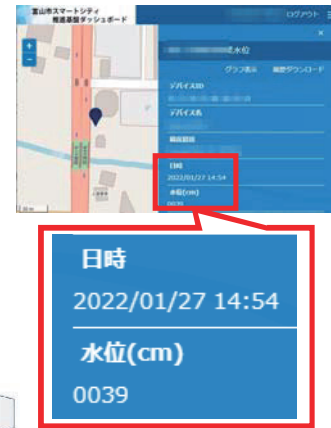 富山市スマートシティ
推進基盤ダッシュボード
ログアウト
水位
グラフ表示 履歴ダウンロード
デバイスID
デバイス名
日時
2022/01/27 14:54
水位(cm)
0039
日時
2022/01/27 14:54
水位(cm)
0039